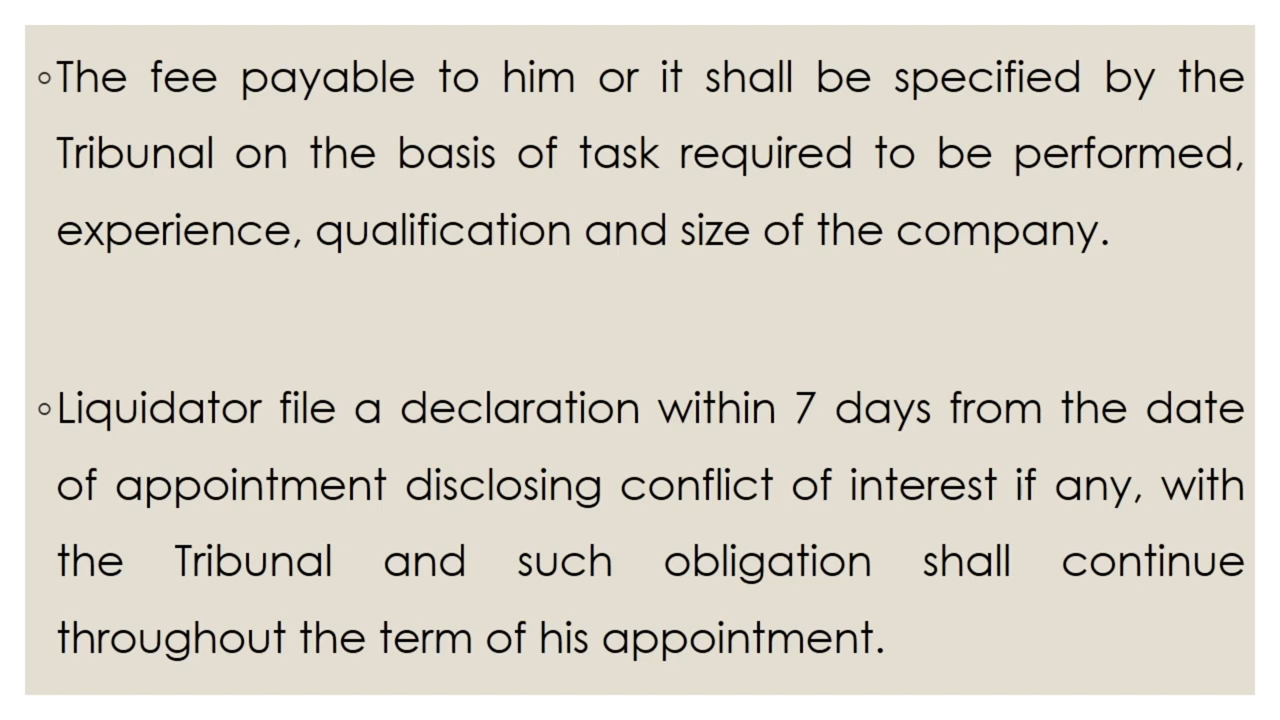 ◦The fee payable to him or it shall be specified by the
Tribunal on the basis of task required to be performed,
experience, qualification and size of the company.
◦Liquidator file a declaration within 7 days from the date
of appointment disclosing conflict of interest if any, with
the Tribunal and such obligation shall continue
throughout the term of his appointment.